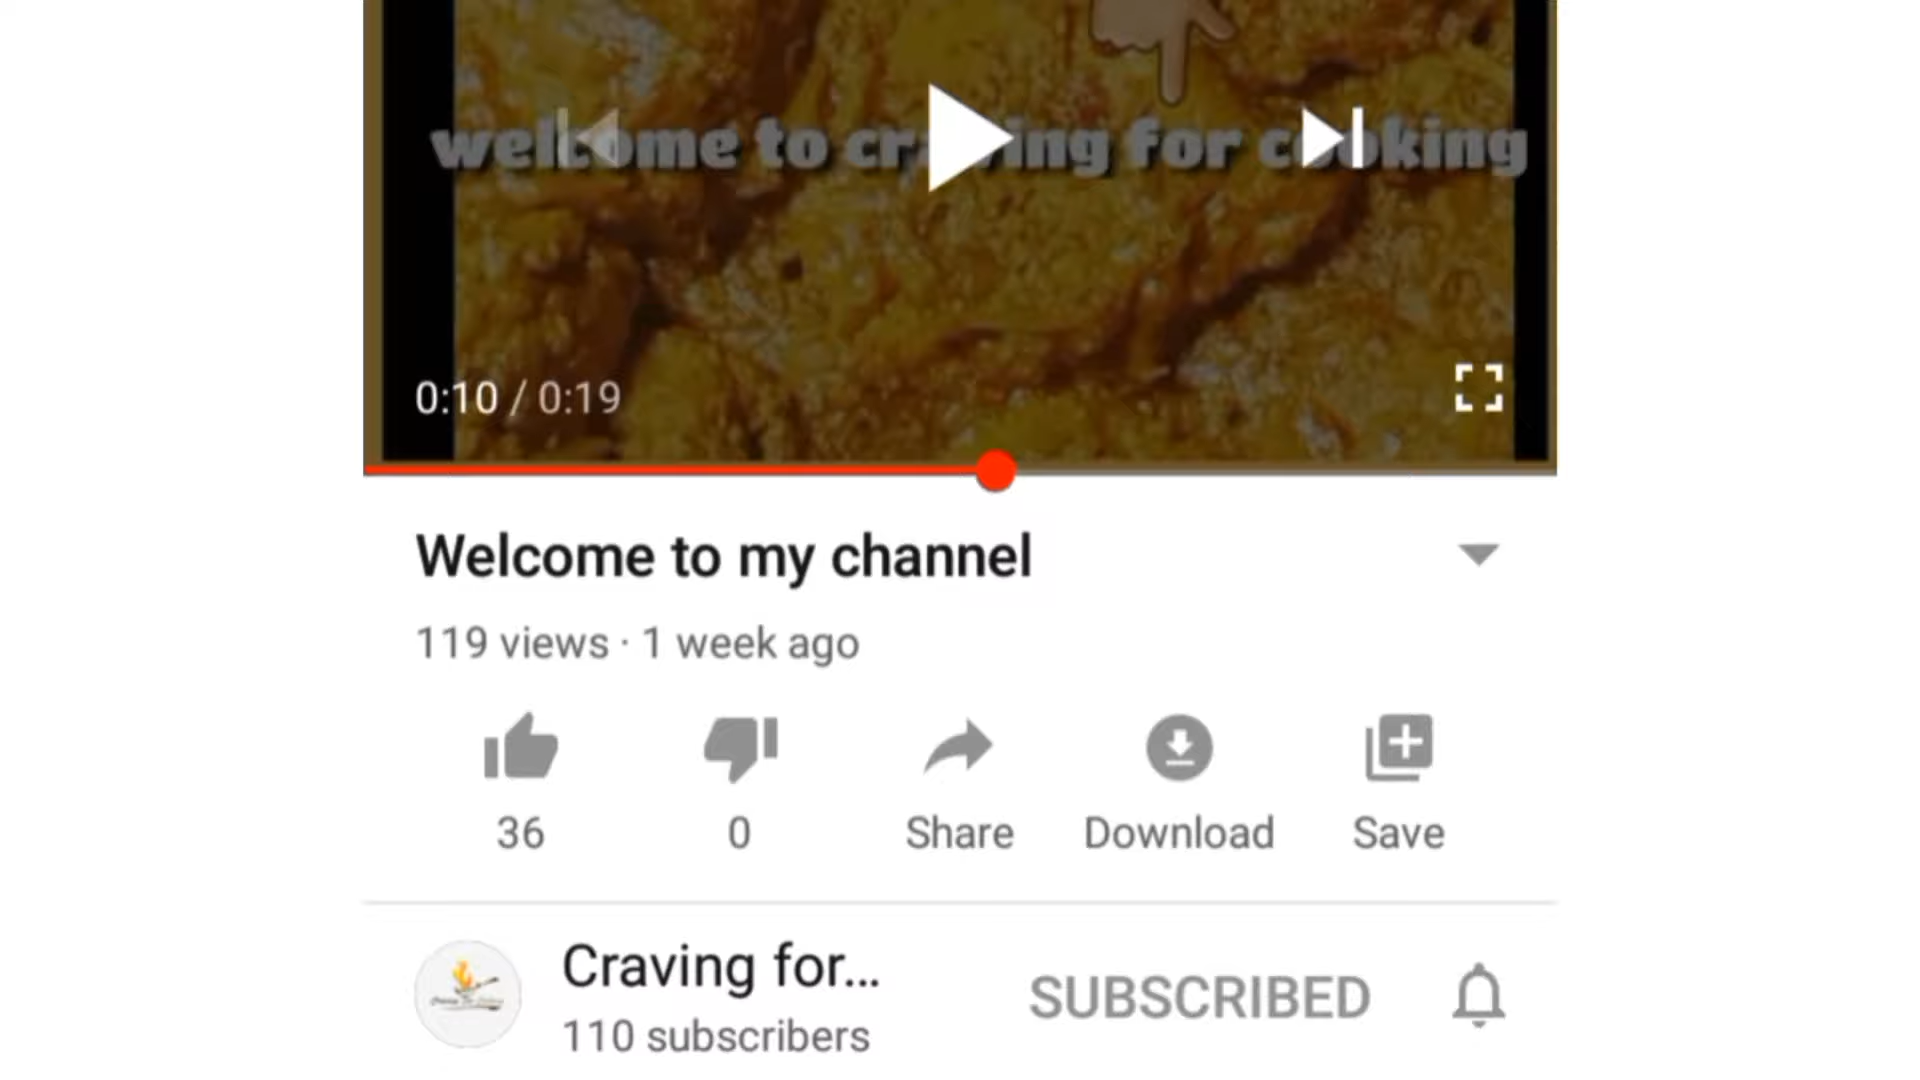 welcome to craving for cooking
0:10 / 0:19
Welcome to my channel
119 views · 1 week ago
36
0
Share
Download
Save
Craving for...
SUBSCRIBED
110 subscribers